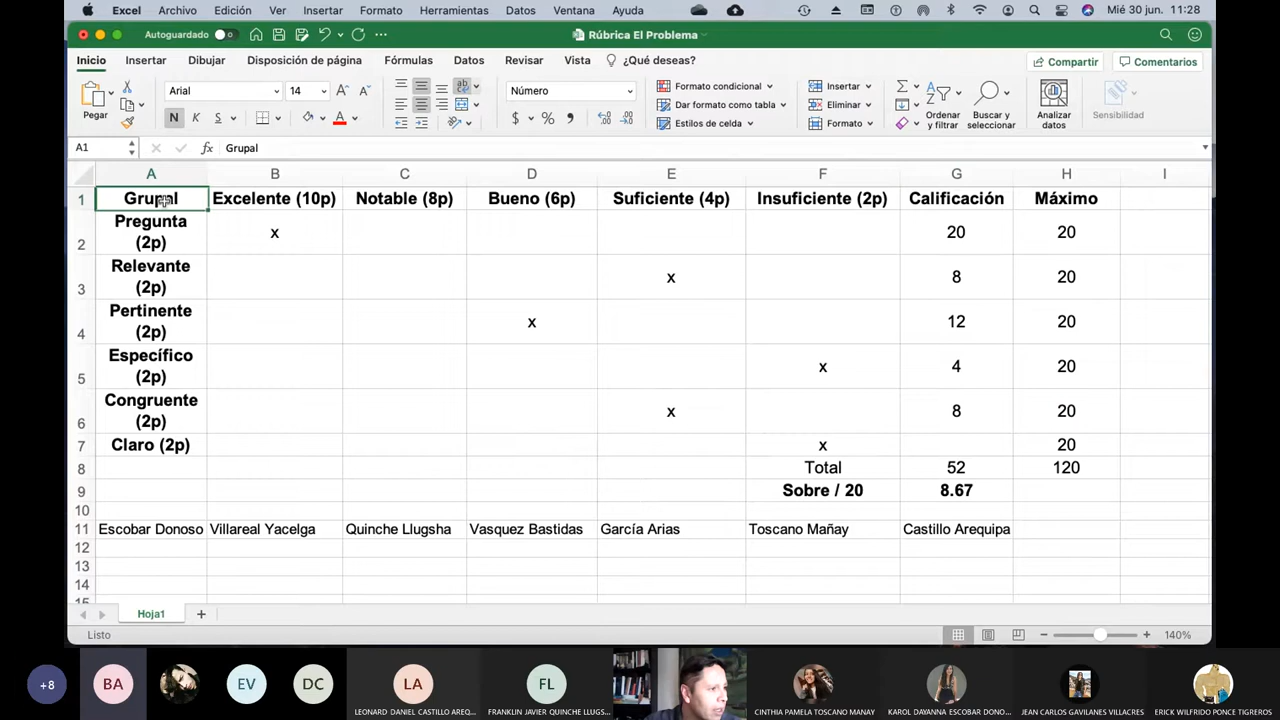 Excel Archivo Edición Ver Insertar Formato Herramientas Datos Ventana Ayuda Mié 30 jun. 11:28
Autoguardado Rúbrica El Problema
Inicio Insertar Dibujar Disposición de página Fórmulas Datos Revisar Vista ¿Qué deseas? Compartir Comentarios
Pegar
Arial 14
N K S
Número
$ % 
Formato condicional
Dar formato como tabla
Estilos de celda
Insertar
Eliminar
Formato
Ordenar y filtrar
Buscar y seleccionar
Analizar datos
Sensibilidad
A1 fx Grupal
A B C D E F G H I
1 Grupal Excelente (10p) Notable (8p) Bueno (6p) Suficiente (4p) Insuficiente (2p) Calificación Máximo
2 Pregunta (2p) x 20 20
3 Relevante (2p) x 8 20
4 Pertinente (2p) x 12 20
5 Específico (2p) x 4 20
6 Congruente (2p) x 8 20
7 Claro (2p) x 20
8 Total 52 120
9 Sobre / 20 8.67
10
11 Escobar Donoso Villareal Yacelga Quinche Llugsha Vasquez Bastidas García Arias Toscano Mañay Castillo Arequipa
12
13
14
15
Hoja1 +
Listo 140%
+8 BA EV DC LA FL
LEONARD DANIEL CASTILLO AREQ... FRANKLIN JAVIER QUINCHE LLUGS... CINTHIA PAMELA TOSCANO MANAY KAROL DAYANNA ESCOBAR DONO... JEAN CARLOS GAVILANES VILLACRES ERICK WILFRIDO PONCE TIGREROS